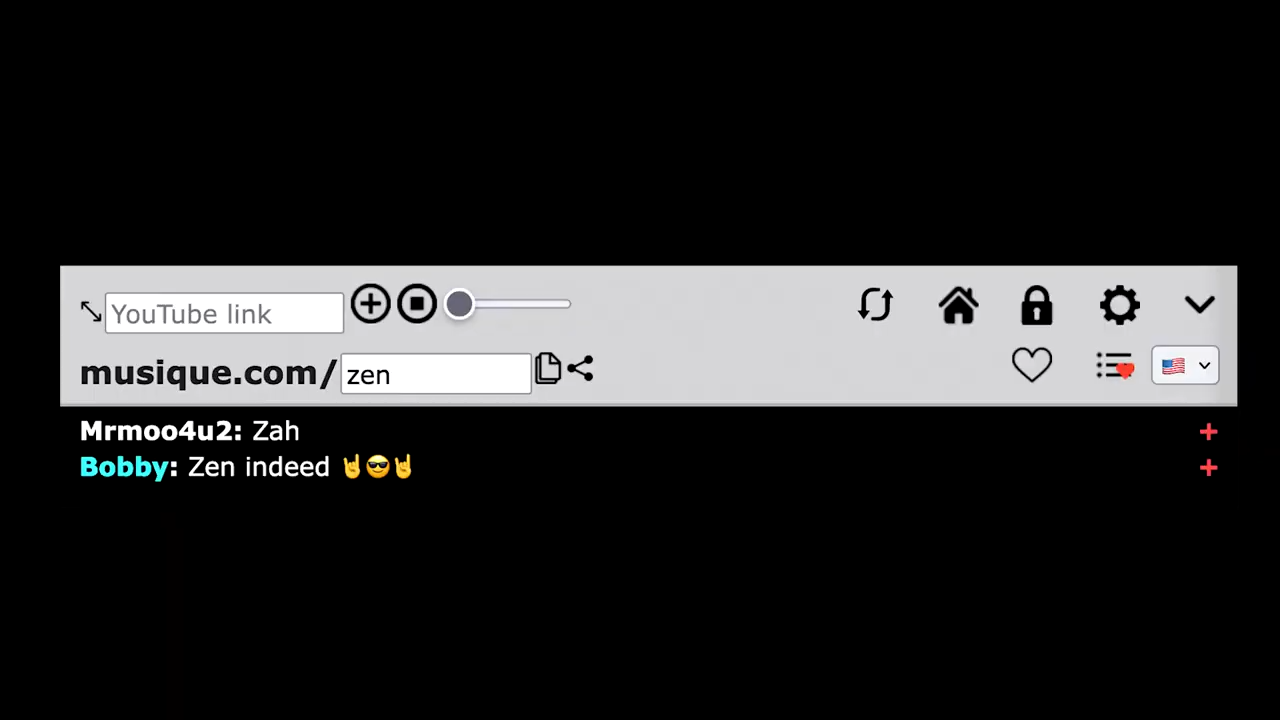 YouTube link
musique.com/ zen
Mrmoo4u2: Zah +
Bobby: Zen indeed 🤘😎🤘 +